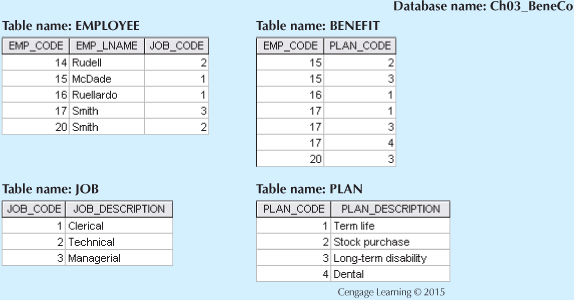 Database name: Ch03_BeneCo
Table name: EMPLOYEE
EMP_CODE EMP_LNAME JOB_CODE
14 Rudell 2
15 McDade 1
16 Ruellardo 1
17 Smith 3
20 Smith 2
Table name: BENEFIT
EMP_CODE PLAN_CODE
15 2
15 3
16 1
17 1
17 3
17 4
20 3
Table name: JOB
JOB_CODE JOB_DESCRIPTION
1 Clerical
2 Technical
3 Managerial
Table name: PLAN
PLAN_CODE PLAN_DESCRIPTION
1 Term life
2 Stock purchase
3 Long-term disability
4 Dental
Cengage Learning © 2015